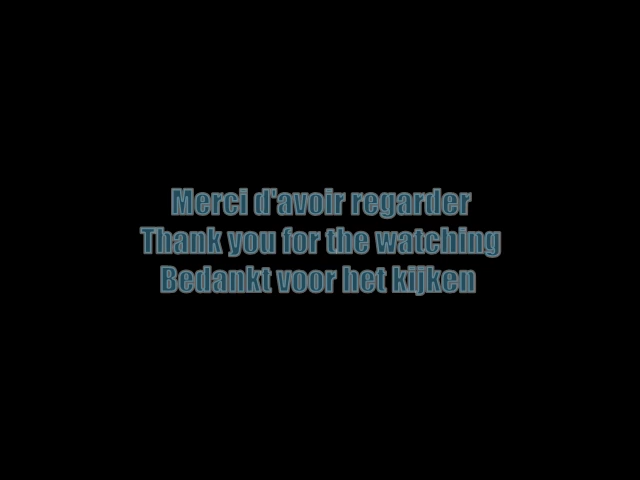 Merci d'avoir regarder
Thank you for the watching
Bedankt voor het kijken